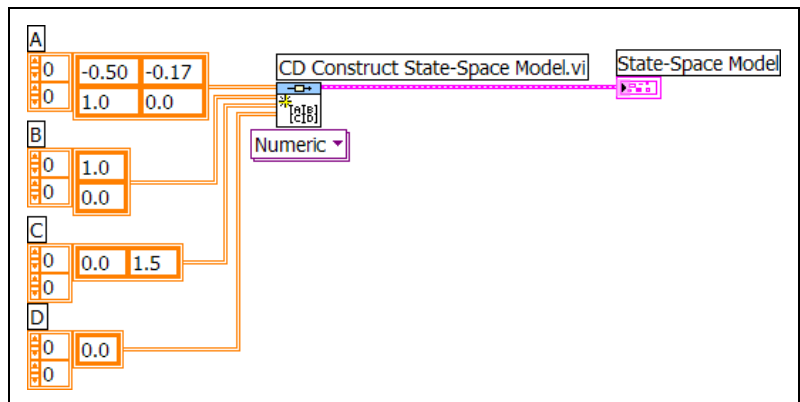 A
0 -0.50 -0.17
0 1.0 0.0
CD Construct State-Space Model.vi
State-Space Model
[A|B]
[C|D]
Numeric
B
0 1.0
0 0.0
C
0 0.0 1.5
0
D
0 0.0
0